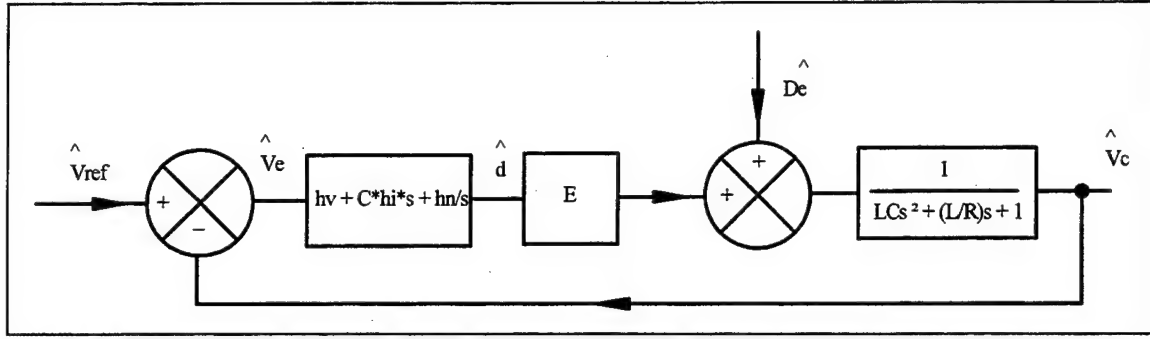 ^
Vref
+
−
^
Ve
hv + C*hi*s + hn/s
^
d
E
^
De
+
+
1
LCs² + (L/R)s + 1
^
Vc